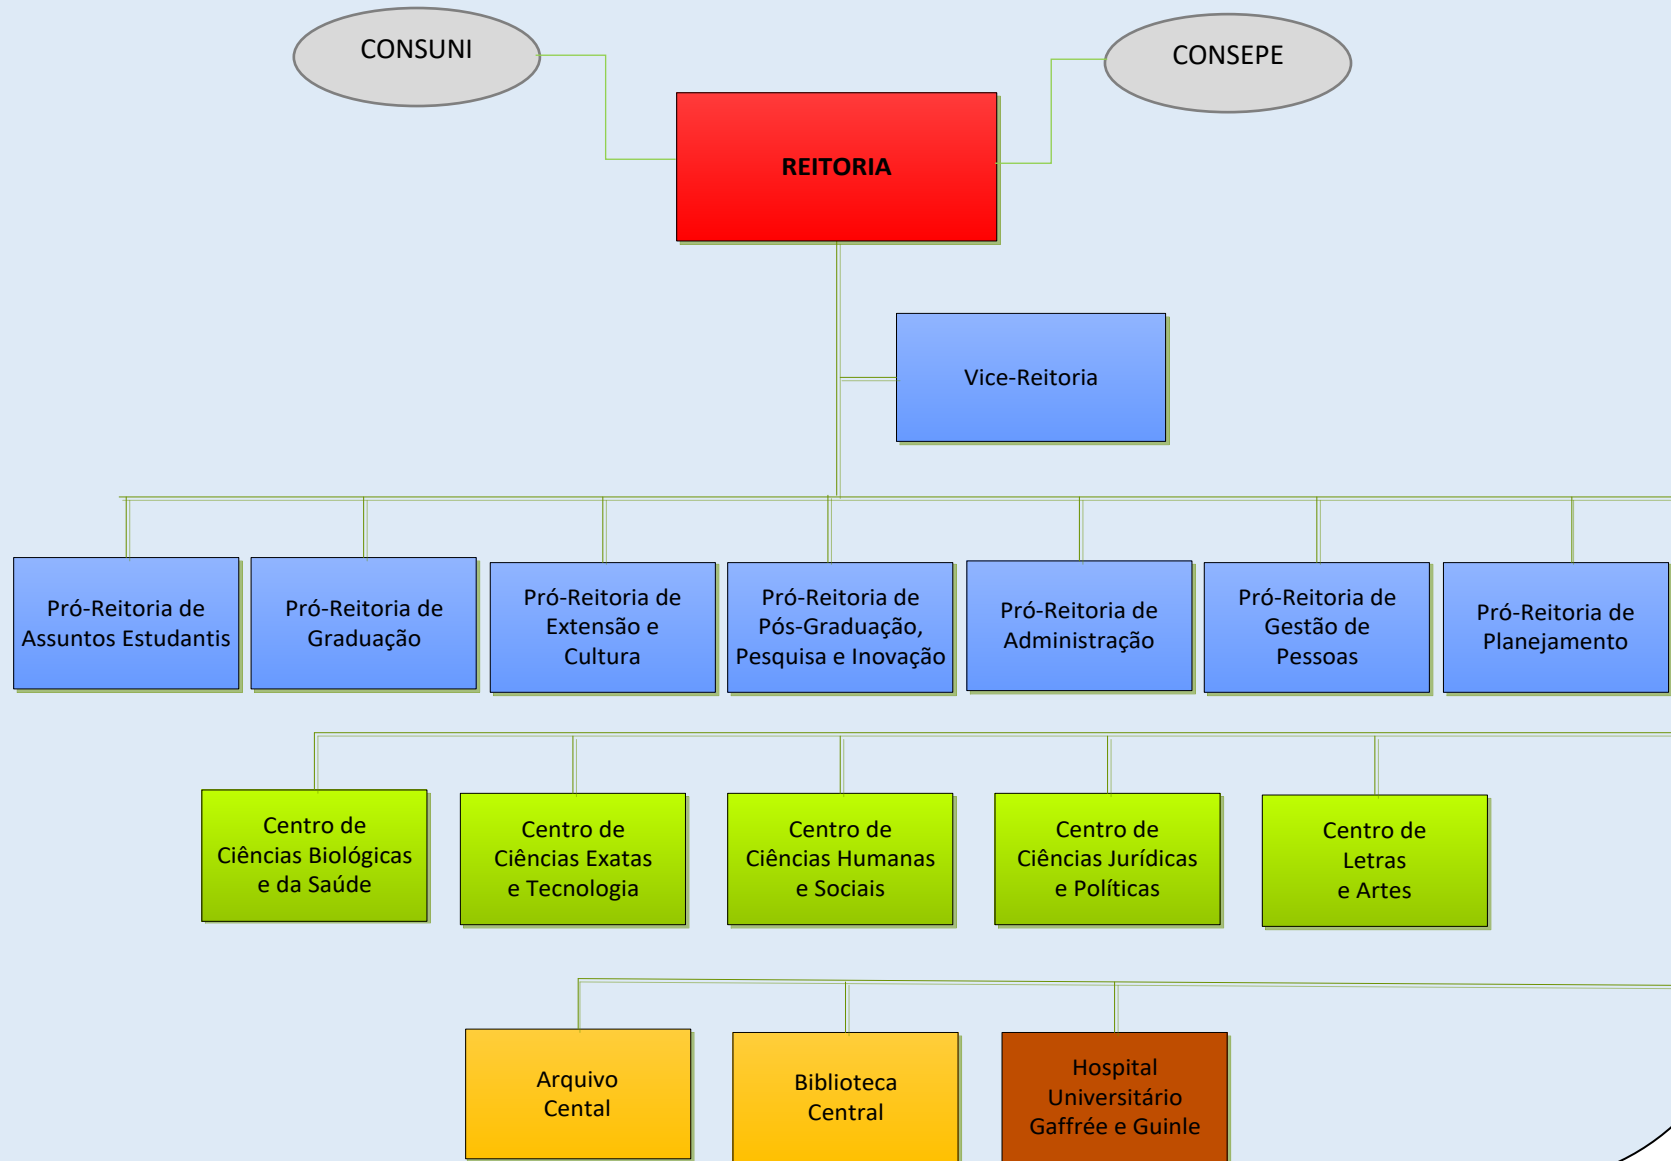 CONSUNI
CONSEPE
REITORIA
Vice-Reitoria
Pró-Reitoria de
Assuntos Estudantis
Pró-Reitoria de
Graduação
Pró-Reitoria de
Extensão e
Cultura
Pró-Reitoria de
Pós-Graduação,
Pesquisa e Inovação
Pró-Reitoria de
Administração
Pró-Reitoria de
Gestão de
Pessoas
Pró-Reitoria de
Planejamento
Centro de
Ciências Biológicas
e da Saúde
Centro de
Ciências Exatas
e Tecnologia
Centro de
Ciências Humanas
e Sociais
Centro de
Ciências Jurídicas
e Políticas
Centro de
Letras
e Artes
Arquivo
Cental
Biblioteca
Central
Hospital
Universitário
Gaffrée e Guinle